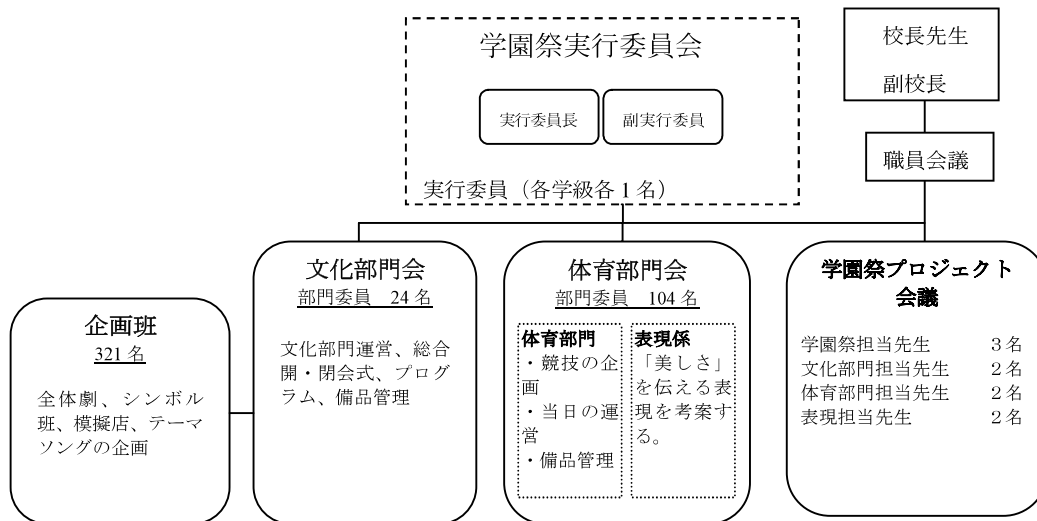 学園祭実行委員会
実行委員長
副実行委員
実行委員（各学級各 1 名）
校長先生
副校長
職員会議
企画班
321 名
全体劇、シンボル
班、模擬店、テーマ
ソングの企画
文化部門会
部門委員　24 名
文化部門運営、総合
開・閉会式、プログ
ラム、備品管理
体育部門会
部門委員　104 名
体育部門
・競技の企
画
・当日の運
営
・備品管理
表現係
「美しさ」
を伝える表
現を考案す
る。
学園祭プロジェクト
会議
学園祭担当先生　３名
文化部門担当先生　２名
体育部門担当先生　２名
表現担当先生　２名